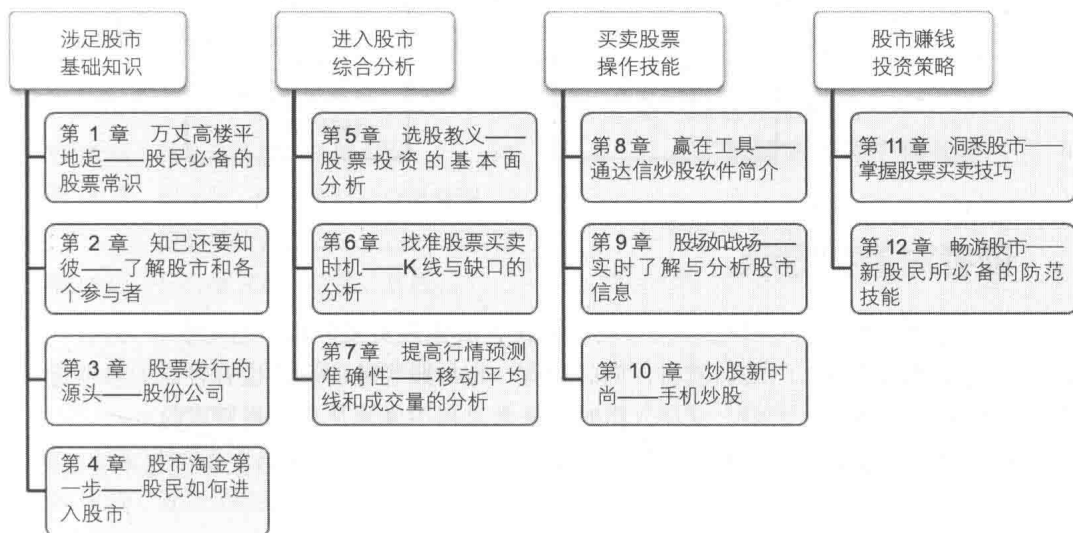 涉足股市
基础知识
第 1 章 万丈高楼平
地起——股民必备的
股票常识
第 2 章 知己还要知
彼——了解股市和各
个参与者
第 3 章 股票发行的
源头——股份公司
第 4 章 股市淘金第
一步——股民如何进
入股市
进入股市
综合分析
第 5 章 选股教义——
股票投资的基本面
分析
第 6 章 找准股票买卖
时机——K 线与缺口的
分析
第 7 章 提高行情预测
准确性——移动平均
线和成交量的分析
买卖股票
操作技能
第 8 章 赢在工具——
通达信炒股软件简介
第 9 章 股场如战场——
实时了解与分析股市
信息
第 10 章 炒股新时
尚——手机炒股
股市赚钱
投资策略
第 11 章 洞悉股市——
掌握股票买卖技巧
第 12 章 畅游股市——
新股民所必备的防范
技能